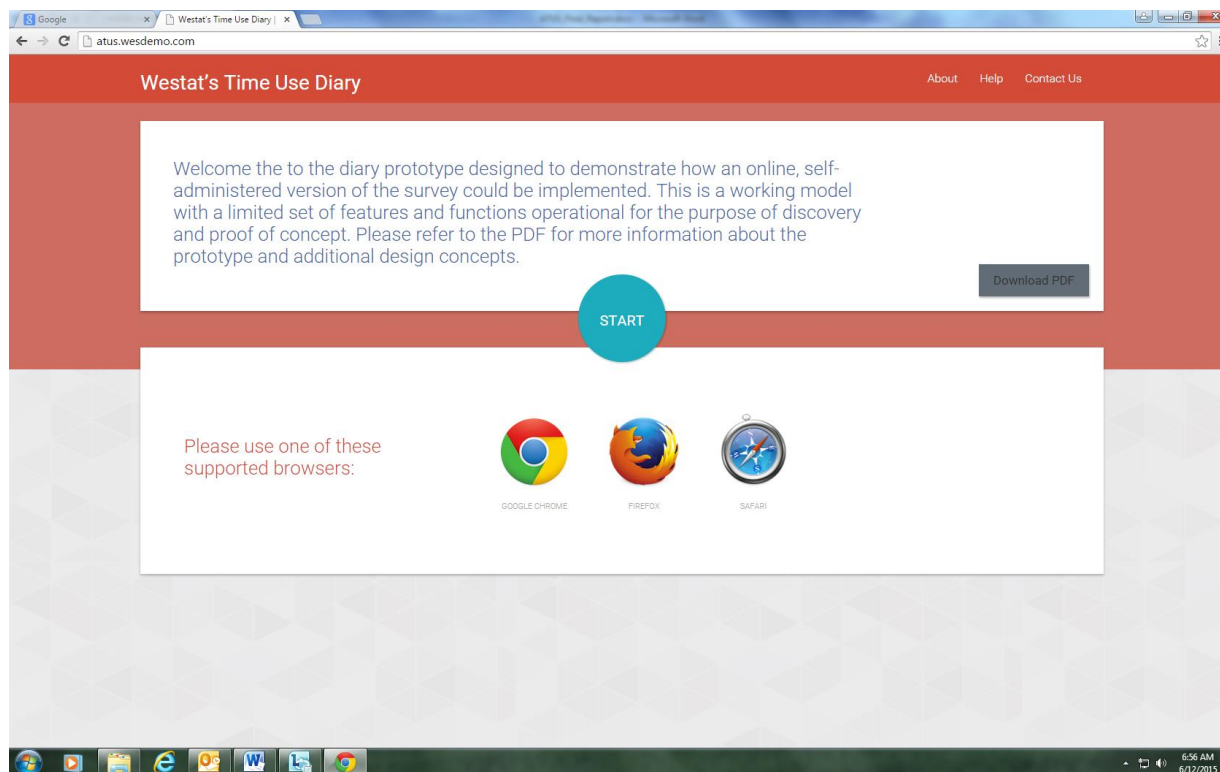 Google
Westat's Time Use Diary |
atus.wesdemo.com
Westat's Time Use Diary
About Help Contact Us
Welcome the to the diary prototype designed to demonstrate how an online, self-
administered version of the survey could be implemented. This is a working model
with a limited set of features and functions operational for the purpose of discovery
and proof of concept. Please refer to the PDF for more information about the
prototype and additional design concepts.
Download PDF
START
Please use one of these
supported browsers:
GOOGLE CHROME FIREFOX SAFARI
6:56 AM
6/12/2015